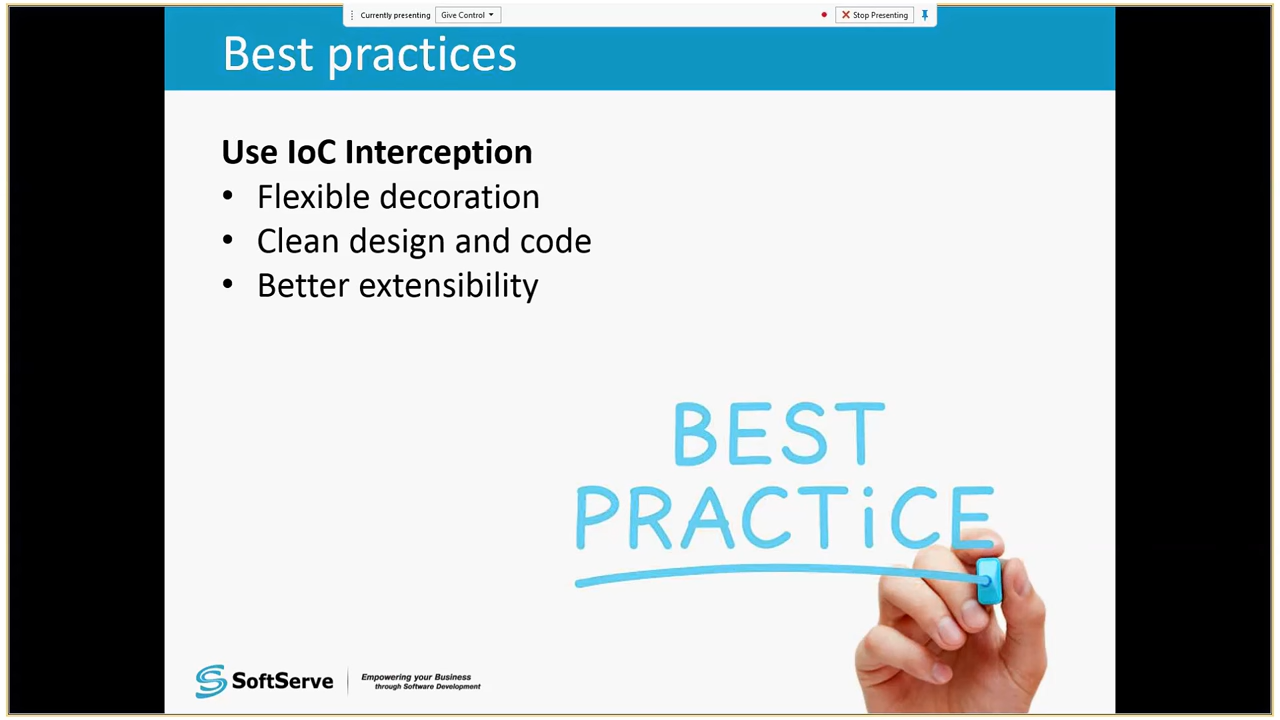 Currently presenting Give Control Stop Presenting
Best practices
Use IoC Interception
• Flexible decoration
• Clean design and code
• Better extensibility
BEST
PRACTiCE
SoftServe
Empowering your Business
through Software Development